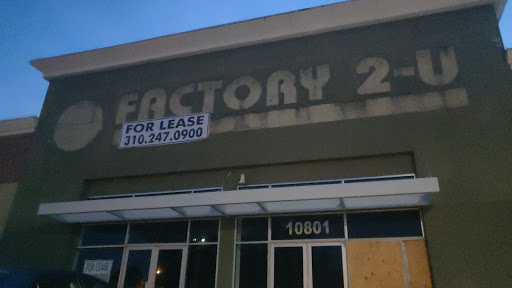 FACTORY 2-U
FOR LEASE
310.247.0900
10801
FOR LEASE